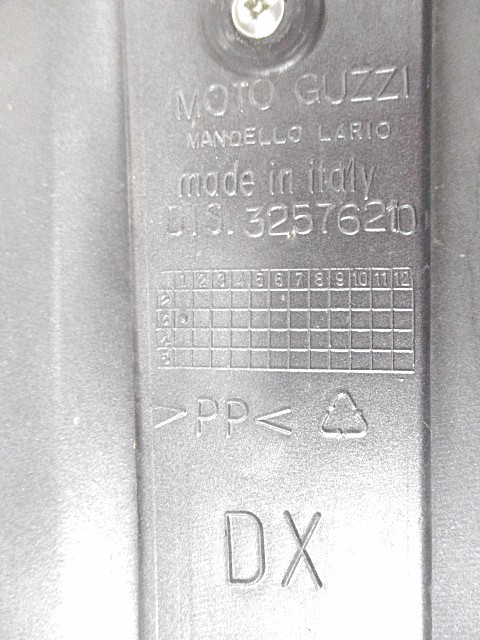 MOTO GUZZI
MANDELLO LARIO
made in italy
DIS. 32576210
1 2 3 4 5 6 7 8 9 10 11 12
>PP<
DX